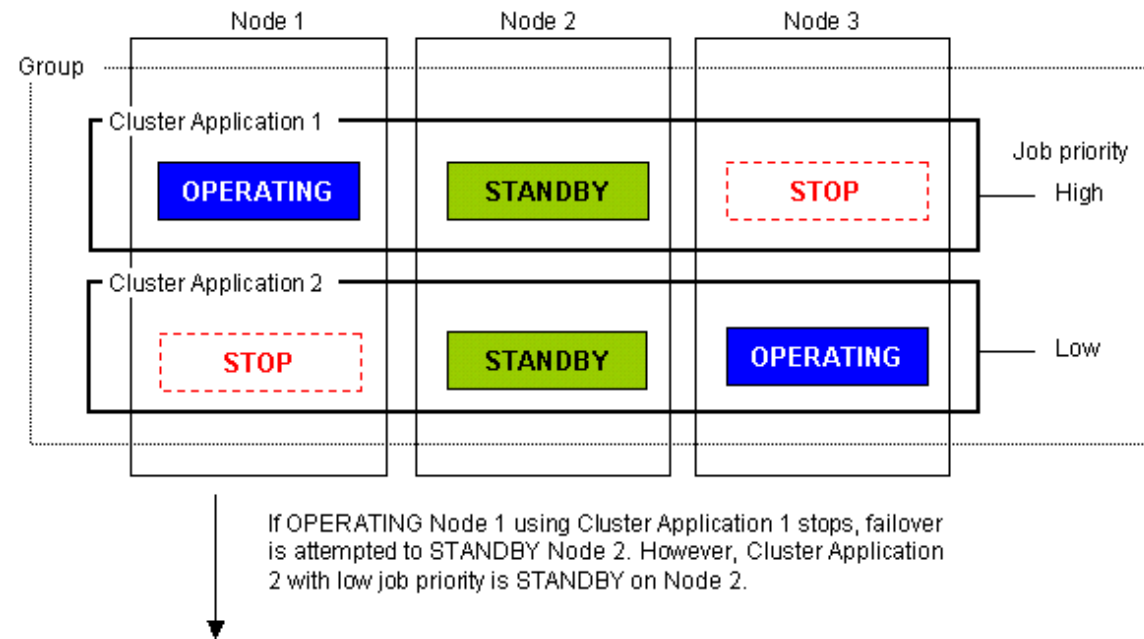 Node 1 Node 2 Node 3
Group
Cluster Application 1
Job priority
OPERATING STANDBY STOP High
Cluster Application 2
STOP STANDBY OPERATING Low
If OPERATING Node 1 using Cluster Application 1 stops, failover
is attempted to STANDBY Node 2. However, Cluster Application
2 with low job priority is STANDBY on Node 2.